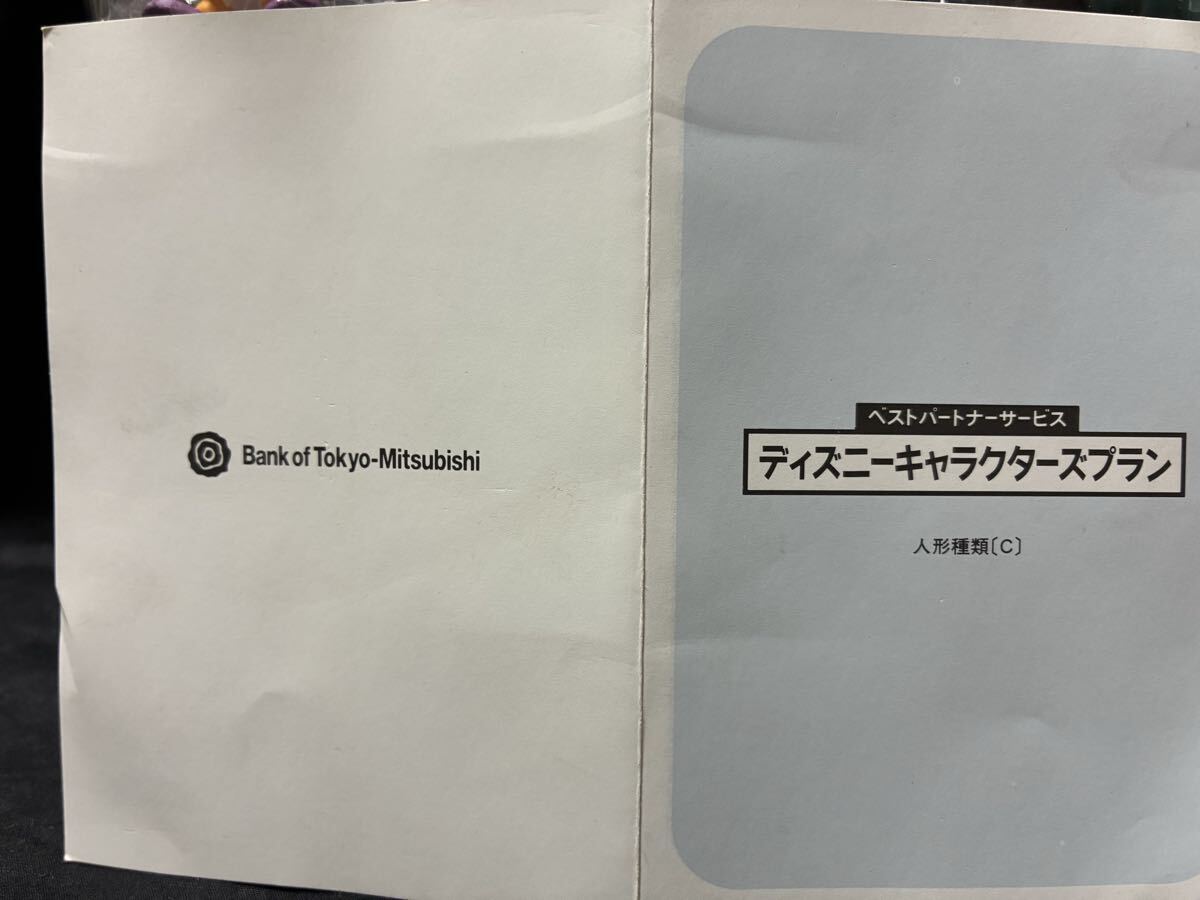 Bank of Tokyo-Mitsubishi
ベストパートナーサービス
ディズニーキャラクターズプラン
人形種類〔C〕